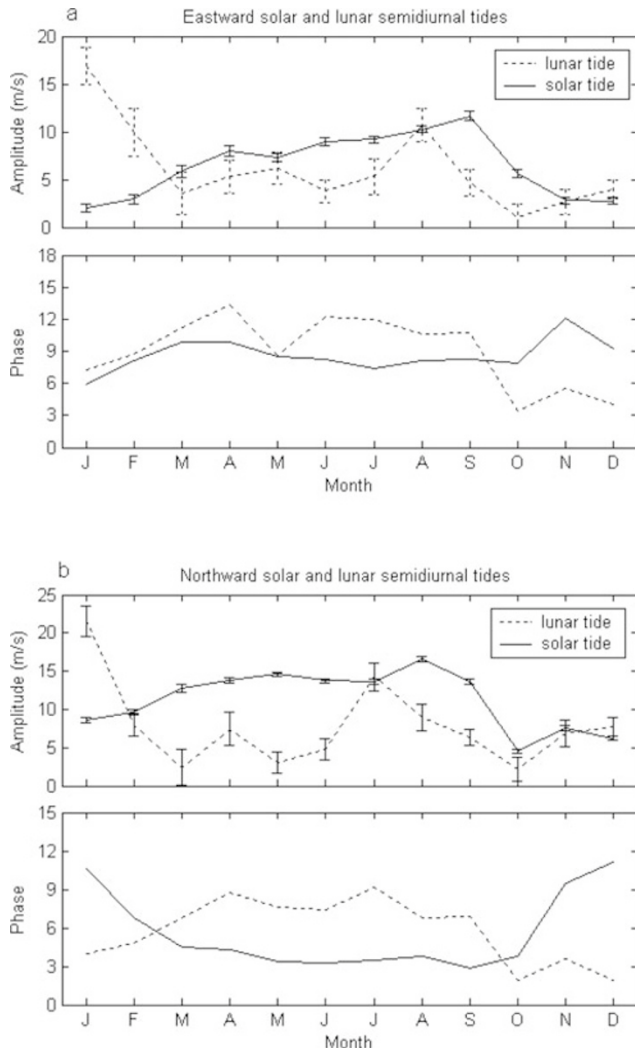 a
Eastward solar and lunar semidiurnal tides
20
15
10
5
0
Amplitude (m/s)
lunar tide
solar tide
18
15
12
9
6
3
0
Phase
J F M A M J J A S O N D
Month
b
Northward solar and lunar semidiurnal tides
25
20
15
10
5
0
Amplitude (m/s)
lunar tide
solar tide
15
12
9
6
3
0
Phase
J F M A M J J A S O N D
Month